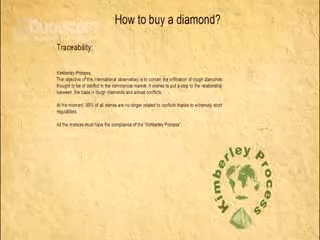 How to buy a diamond?
Traceability:
Kimberley Process
The objective of this international observatory is to contain the infiltration of rough diamonds
thought to be of conflict in the commercial market. It wishes to put a stop to the relationship
between the trade in rough diamonds and armed conflicts.
At the moment, 99% of all stones are no longer related to conflicts thanks to extremely strict
regulations.
All the invoices must have the compliance of the "Kimberley Process".
Kimberley Process